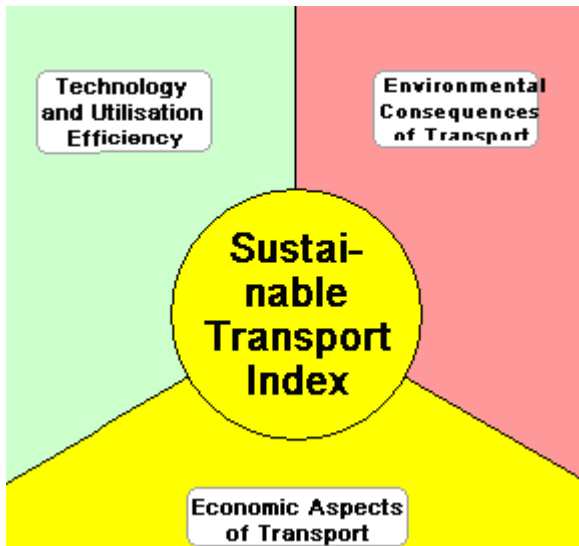 Technology
and Utilisation
Efficiency
Environmental
Consequences
of Transport
Sustai-
nable
Transport
Index
Economic Aspects
of Transport